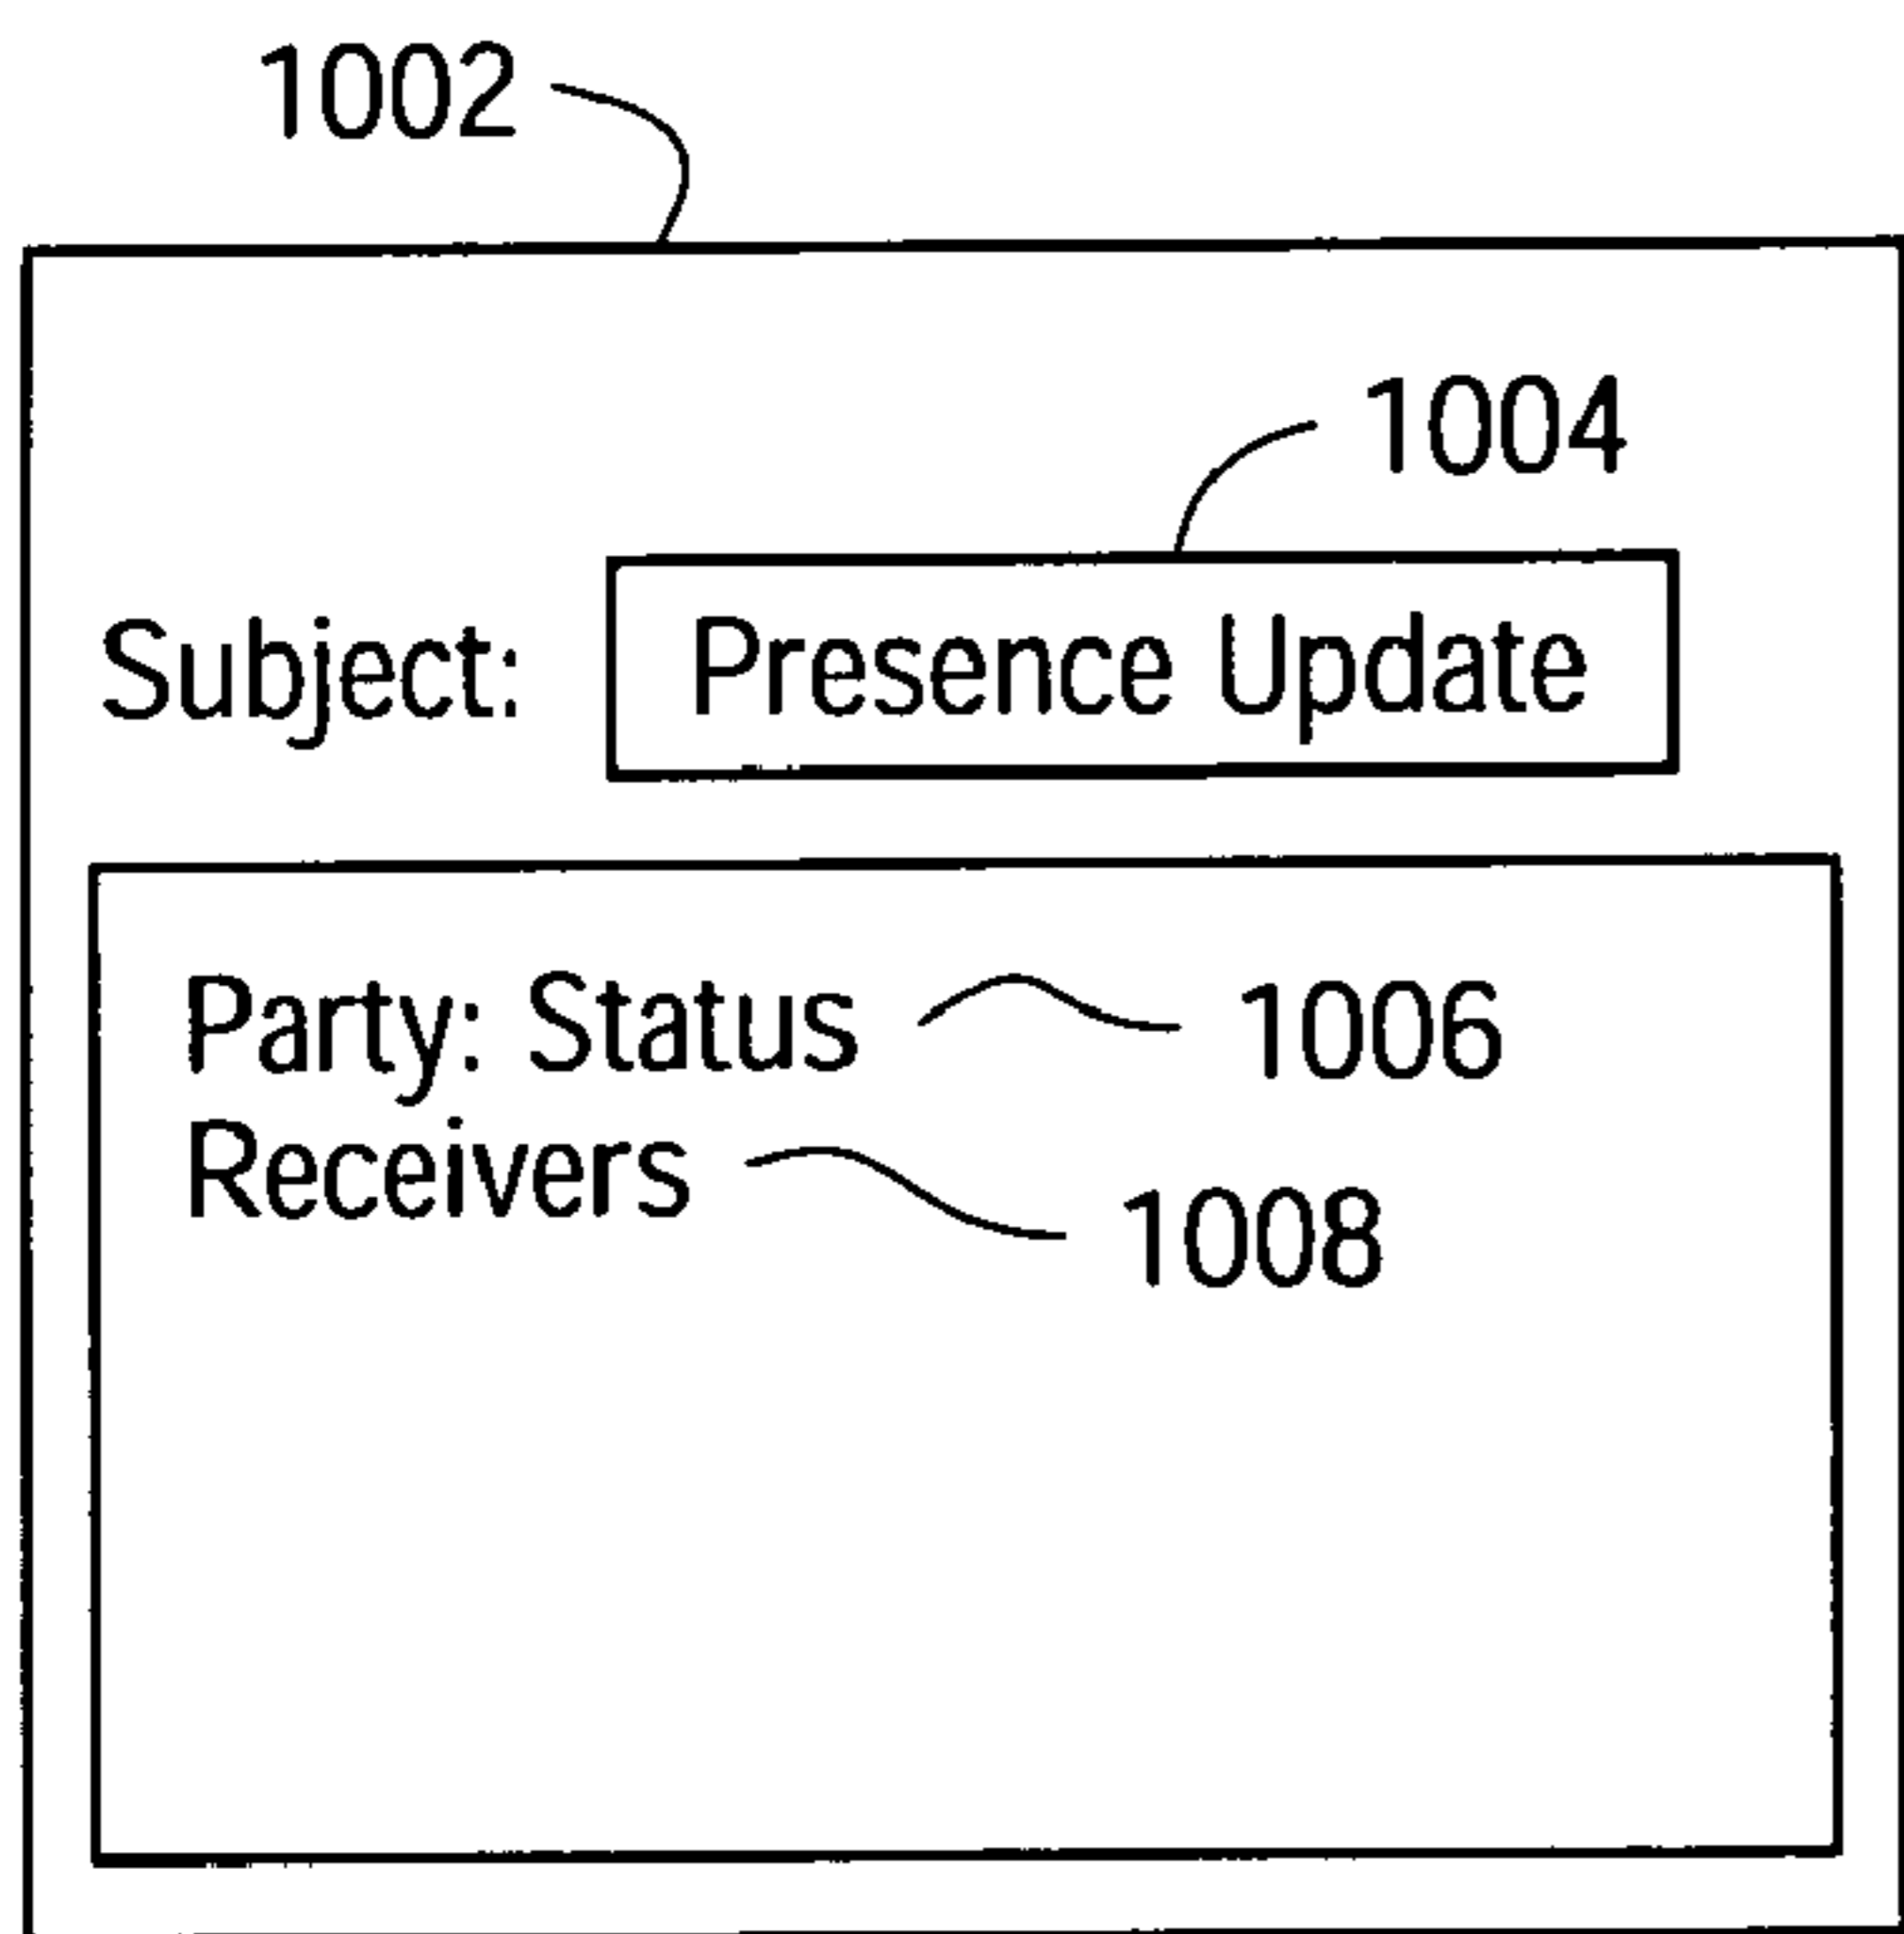 1002
1004
Subject: Presence Update
Party: Status 1006
Receivers 1008